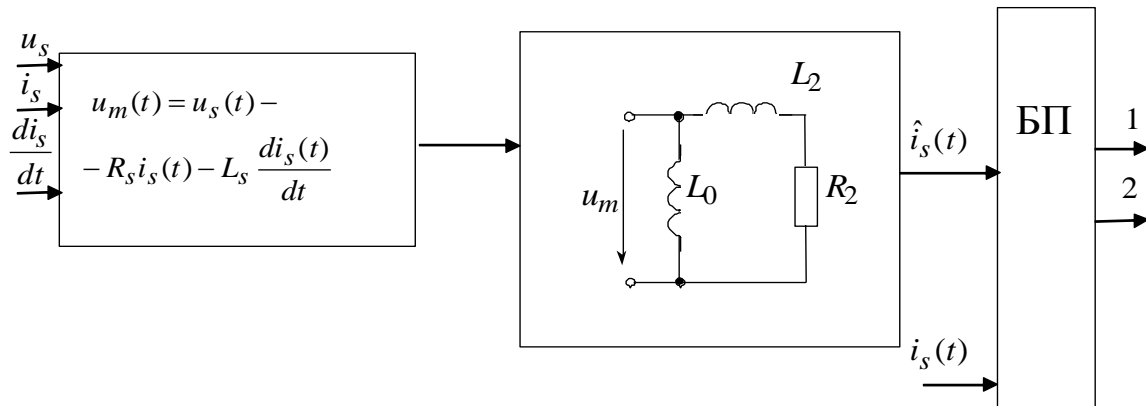 u_s
i_s
di_s
dt
u_m(t) = u_s(t) −
− R_s i_s(t) − L_s di_s(t)/dt
L_2
u_m
L_0
R_2
î_s(t)
i_s(t)
БП
1
2